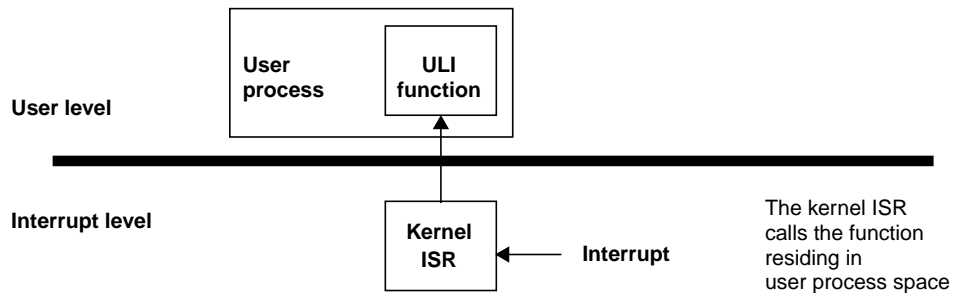 User
process
ULI
function
User level
Interrupt level
Kernel
ISR
Interrupt
The kernel ISR
calls the function
residing in
user process space